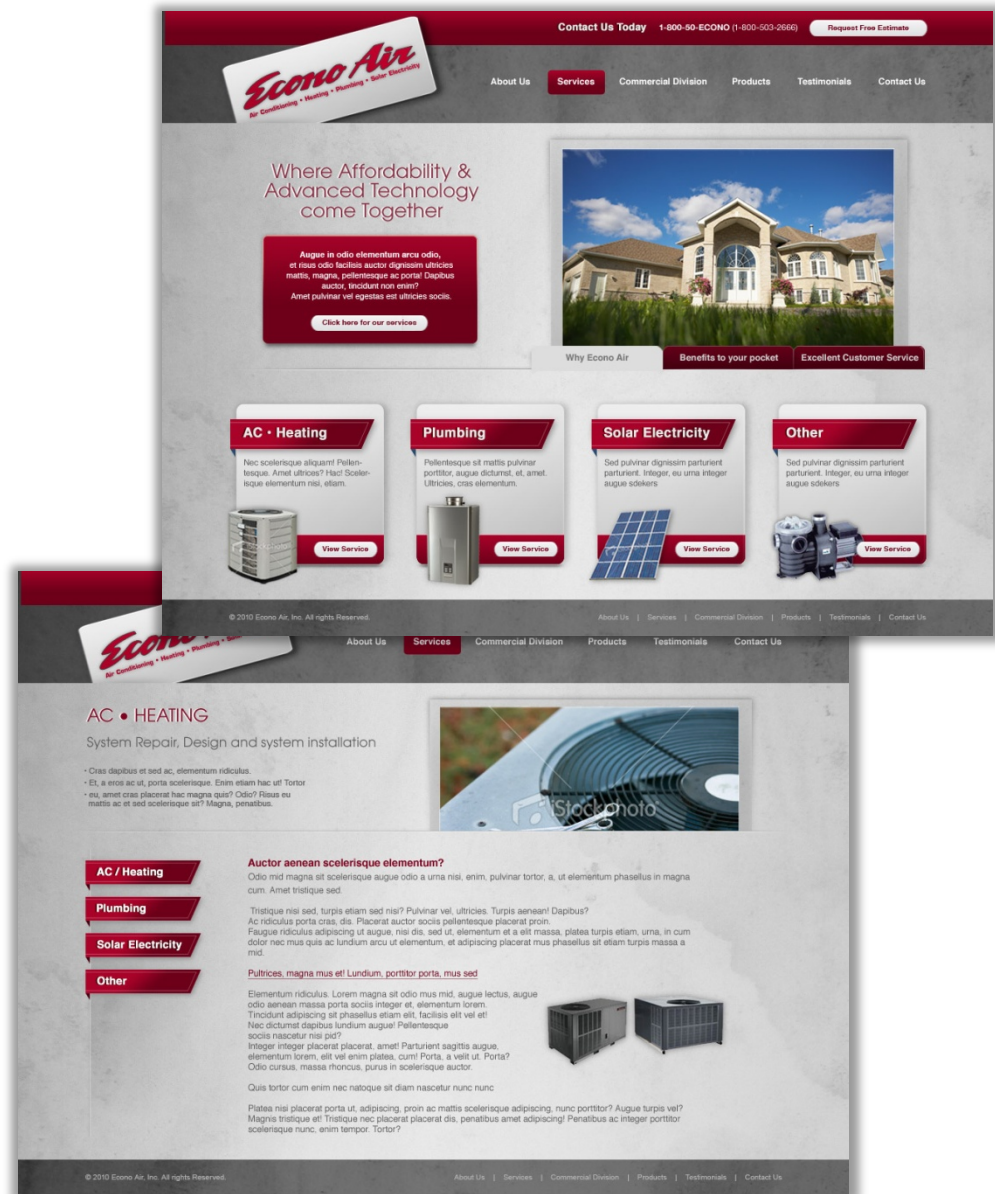 Contact Us Today 1-800-50-ECONO (1-800-503-2666) Request Free Estimate
Econo Air
Air Conditioning • Heating • Plumbing • Solar Electricity
About Us Services Commercial Division Products Testimonials Contact Us
Where Affordability &
Advanced Technology
come Together
Augue in odio elementum arcu odio,
et risus odio facilisis auctor dignissim ultricies
mattis, magna, pellentesque ac porta! Dapibus
auctor, tincidunt non enim?
Amet pulvinar vel egestas est ultricies sociis.
Click here for our services
Why Econo Air Benefits to your pocket Excellent Customer Service
AC • Heating
Nec scelerisque aliquam! Pellen-
tesque. Amet ultrices? Hac! Sceler-
isque elementum nisi, etiam.
View Service
Plumbing
Pellentesque sit mattis pulvinar
porttitor, augue dictumst, et, amet.
Ultricies, cras elementum.
View Service
Solar Electricity
Sed pulvinar dignissim parturient
parturient. Integer, eu urna integer
augue sdekers
View Service
Other
Sed pulvinar dignissim parturient
parturient. Integer, eu urna integer
augue sdekers
View Service
© 2010 Econo Air, Inc. All rights Reserved.
About Us | Services | Commercial Division | Products | Testimonials | Contact Us
Econo
Air Conditioning • Heating • Plumbing •
About Us Services Commercial Division Products Testimonials Contact Us
AC • HEATING
System Repair, Design and system installation
• Cras dapibus et sed ac, elementum ridiculus.
• Et, a eros ac ut, porta scelerisque. Enim etiam hac ut! Tortor
• eu, amet cras placerat hac magna quis? Odio? Risus eu
mattis ac et sed scelerisque sit? Magna, penatibus.
iStockphoto
AC / Heating
Plumbing
Solar Electricity
Other
Auctor aenean scelerisque elementum?
Odio mid magna sit scelerisque augue odio a urna nisi, enim, pulvinar tortor, a, ut elementum phasellus in magna
cum. Amet tristique sed.
Tristique nisi sed, turpis etiam sed nisi? Pulvinar vel, ultricies. Turpis aenean! Dapibus?
Ac ridiculus porta cras, dis. Placerat auctor sociis pellentesque placerat proin.
Faugue ridiculus adipiscing ut augue, nisi dis, sed ut, elementum et a elit massa, platea turpis etiam, urna, in cum
dolor nec mus quis ac lundium arcu ut elementum, et adipiscing placerat mus phasellus sit etiam turpis massa a
mid.
Pultrices, magna mus et! Lundium, porttitor porta, mus sed
Elementum ridiculus. Lorem magna sit odio mus mid, augue lectus, augue
odio aenean massa porta sociis integer et, elementum lorem.
Tincidunt adipiscing sit phasellus etiam elit, facilisis elit vel et!
Nec dictumst dapibus lundium augue! Pellentesque
sociis nascetur nisi pid?
Integer integer placerat placerat, amet! Parturient sagittis augue,
elementum lorem, elit vel enim platea, cum! Porta, a velit ut. Porta?
Odio cursus, massa rhoncus, purus in scelerisque auctor.
Quis tortor cum enim nec natoque sit diam nascetur nunc nunc
Platea nisi placerat porta ut, adipiscing, proin ac mattis scelerisque adipiscing, nunc porttitor? Augue turpis vel?
Magnis tristique et! Tristique nec placerat placerat dis, penatibus amet adipiscing! Penatibus ac integer porttitor
scelerisque nunc, enim tempor. Tortor?
© 2010 Econo Air, Inc. All rights Reserved.
About Us | Services | Commercial Division | Products | Testimonials | Contact Us